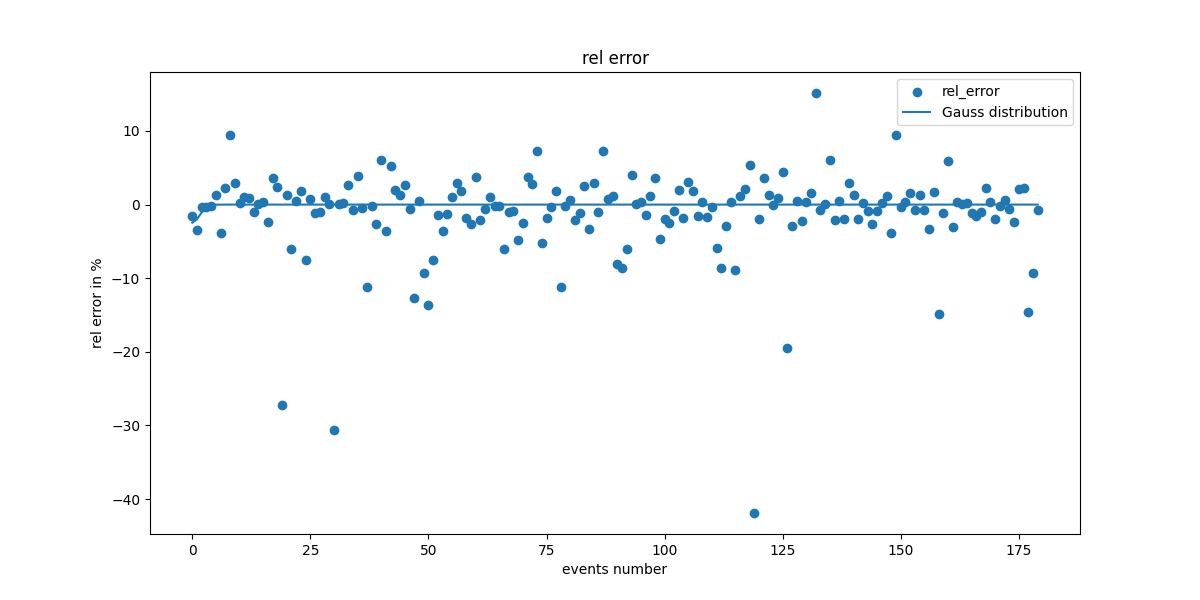 rel error
rel_error
Gauss distribution
rel error in %
10
0
−10
−20
−30
−40
0
25
50
75
100
125
150
175
events number